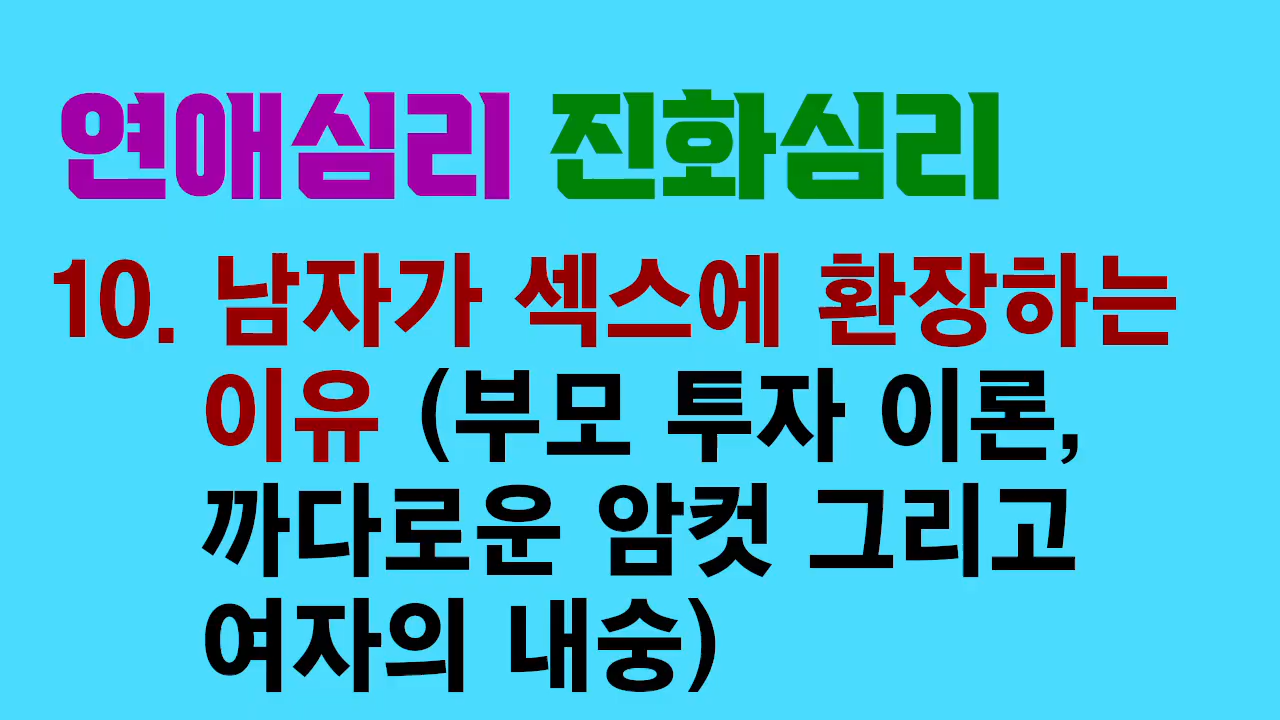 연애심리 진화심리
10. 남자가 섹스에 환장하는
이유 (부모 투자 이론,
까다로운 암컷 그리고
여자의 내숭)